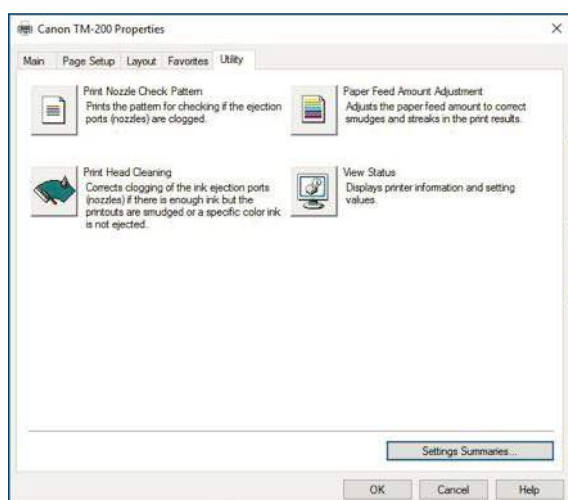 Canon TM-200 Properties
Main Page Setup Layout Favorites Utility
Print Nozzle Check Pattern
Prints the pattern for checking if the ejection
ports (nozzles) are clogged.
Paper Feed Amount Adjustment
Adjusts the paper feed amount to correct
smudges and streaks in the print results.
Print Head Cleaning
Corrects clogging of the ink ejection ports
(nozzles) if there is enough ink but the
printouts are smudged or a specific color ink
is not ejected.
View Status
Displays printer information and setting
values.
Settings Summaries...
OK Cancel Help